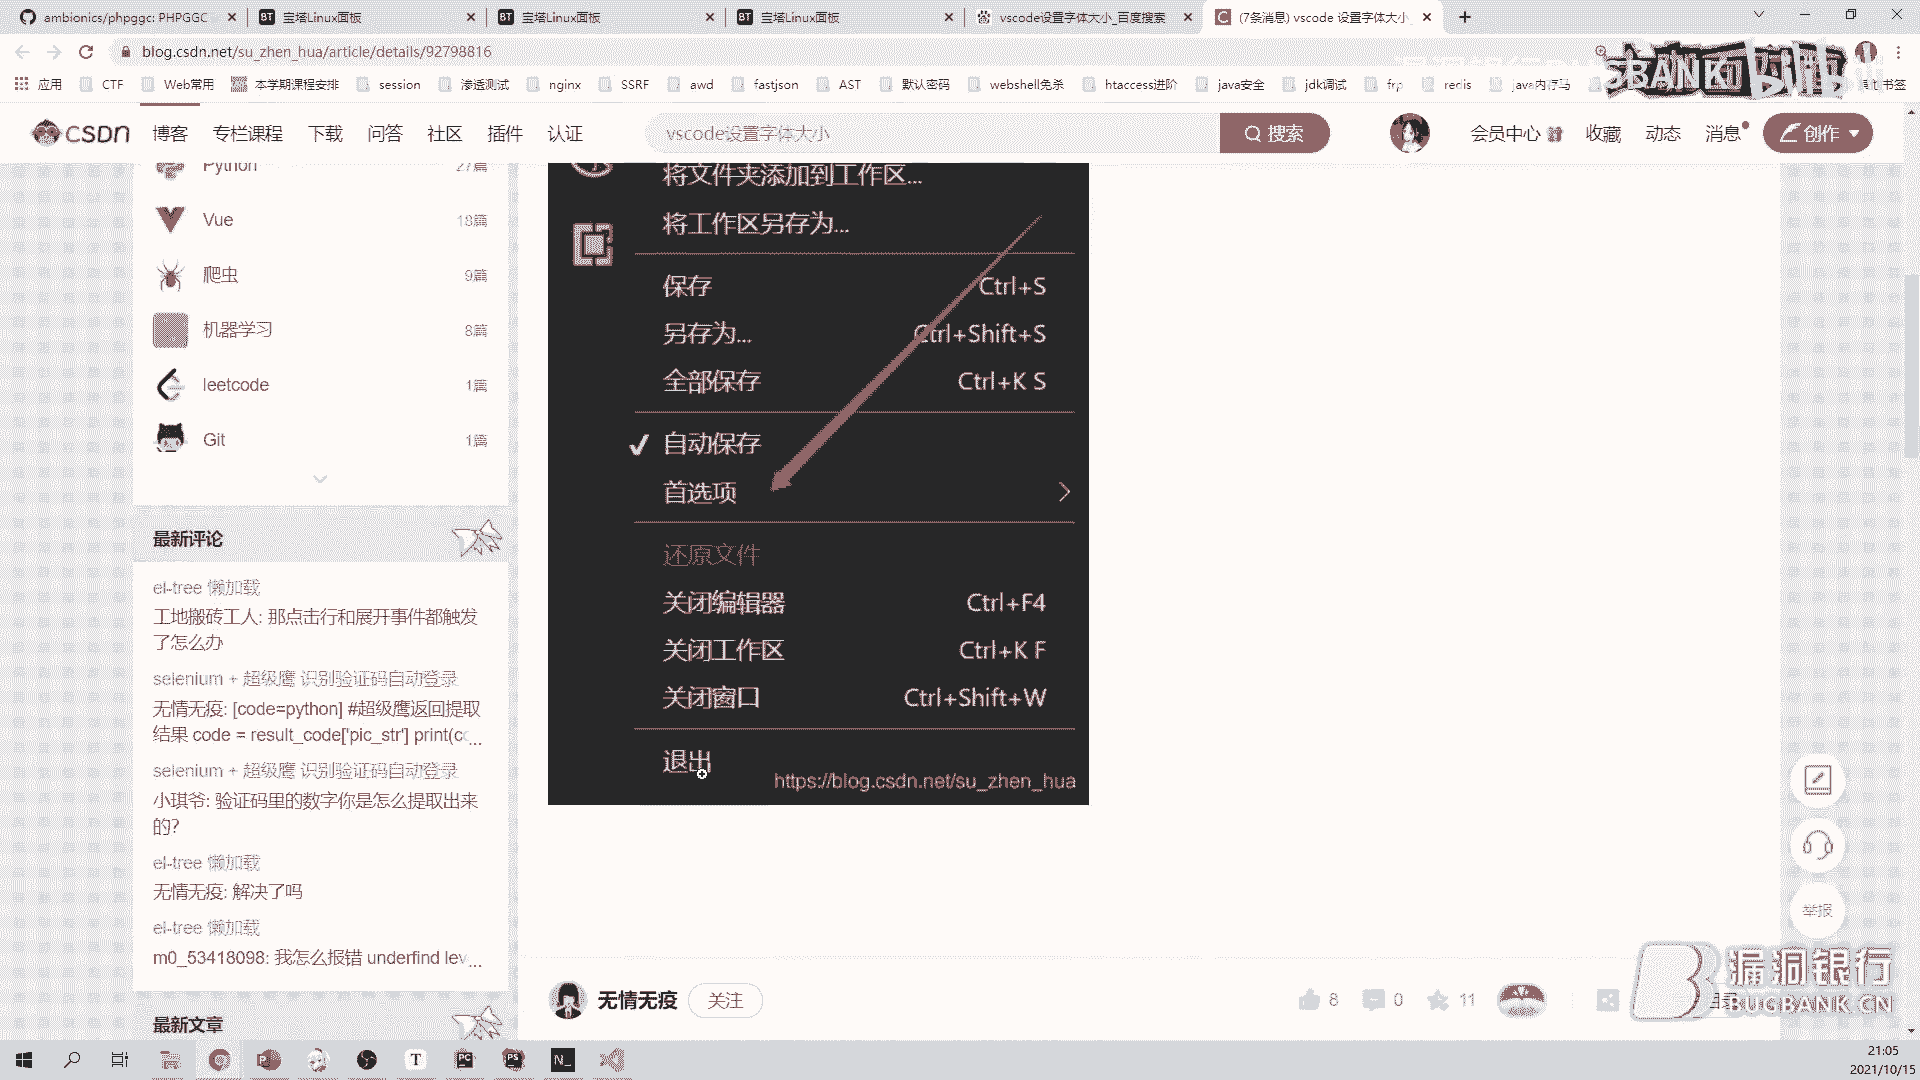 ambionics/phpggc: PHPGGC
宝塔Linux面板
宝塔Linux面板
宝塔Linux面板
vscode设置字体大小_百度搜索
(7条消息) vscode 设置字体大小
blog.csdn.net/su_zhen_hua/article/details/92798816
应用
CTF
Web常用
本学期课程安排
session
渗透测试
nginx
SSRF
awd
fastjson
AST
默认密码
webshell免杀
htaccess进阶
java安全
jdk调试
frp
redis
java内存马
书签
CSDN
博客
专栏课程
下载
问答
社区
插件
认证
vscode设置字体大小
搜索
会员中心
收藏
动态
消息
创作
Python
27篇
Vue
18篇
爬虫
9篇
机器学习
8篇
leetcode
1篇
Git
1篇
最新评论
el-tree 懒加载
工地搬砖工人: 那点击行和展开事件都触发
了怎么办
selenium + 超级鹰 识别验证码自动登录
无情无疫: [code=python] #超级鹰返回提取
结果 code = result_code['pic_str'] print(cc...
selenium + 超级鹰 识别验证码自动登录
小琪爷: 验证码里的数字你是怎么提取出来
的?
el-tree 懒加载
无情无疫: 解决了吗
el-tree 懒加载
m0_53418098: 我怎么报错 underfind lev...
最新文章
将文件夹添加到工作区...
将工作区另存为...
保存 Ctrl+S
另存为... Ctrl+Shift+S
全部保存 Ctrl+K S
自动保存
首选项
还原文件
关闭编辑器 Ctrl+F4
关闭工作区 Ctrl+K F
关闭窗口 Ctrl+Shift+W
退出
https://blog.csdn.net/su_zhen_hua
无情无疫
关注
8
0
11
举报
漏洞银行
BUGBANK.CN
21:05
2021/10/15